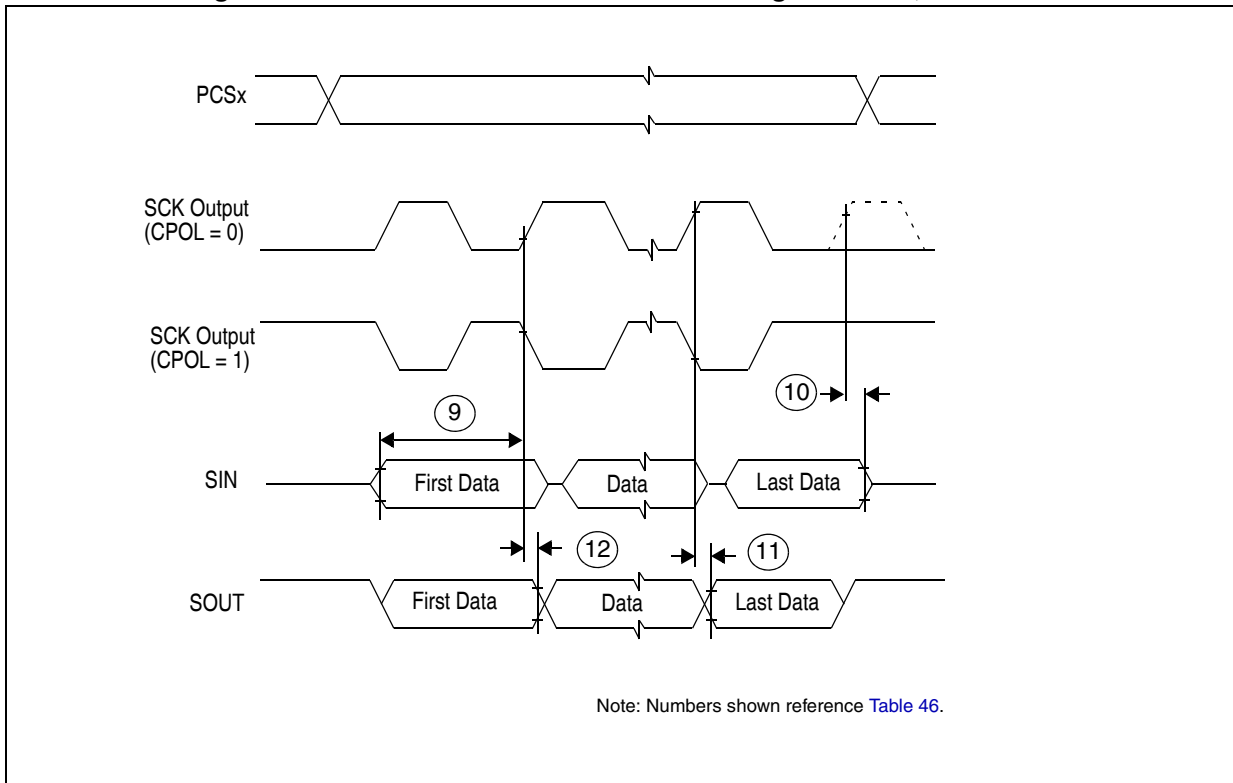 PCSx
SCK Output
(CPOL = 0)
SCK Output
(CPOL = 1)
10
9
SIN
First Data
Data
Last Data
12
11
SOUT
First Data
Data
Last Data
Note: Numbers shown reference Table 46.